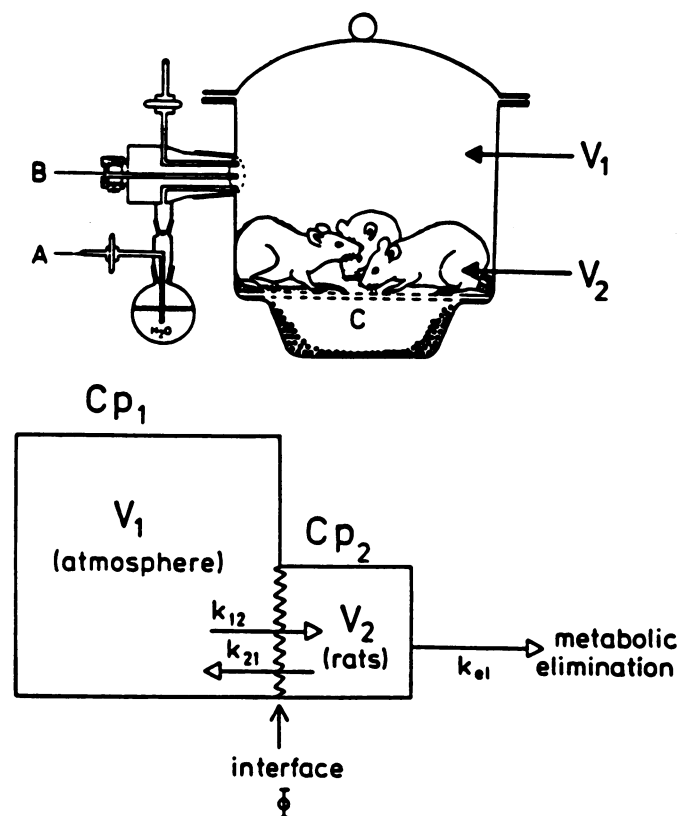 B
V₁
A
V₂
H₂O
C
Cp₁
V₁
(atmosphere)
Cp₂
k₁₂
V₂
(rats)
k₂₁
kₑₗ
metabolic
elimination
interface